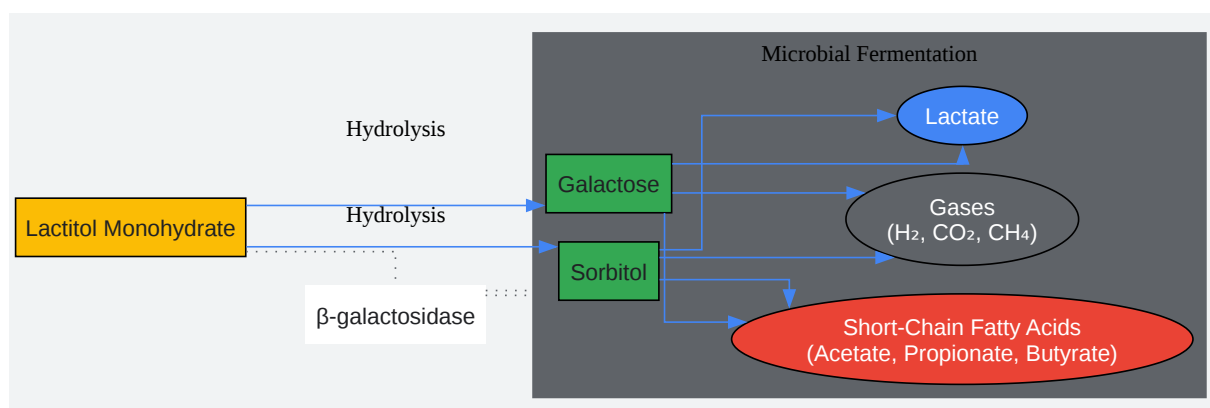 Microbial Fermentation
Lactate
Hydrolysis
Galactose
Gases
(H₂, CO₂, CH₄)
Hydrolysis
Lactitol Monohydrate
Sorbitol
β-galactosidase
Short-Chain Fatty Acids
(Acetate, Propionate, Butyrate)